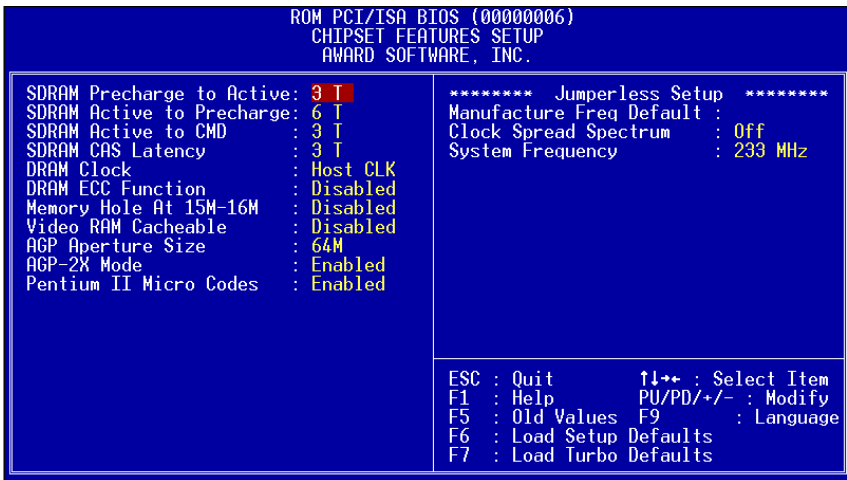 ROM PCI/ISA BIOS (00000006)
CHIPSET FEATURES SETUP
AWARD SOFTWARE, INC.
SDRAM Precharge to Active: 3 T
SDRAM Active to Precharge: 6 T
SDRAM Active to CMD : 3 T
SDRAM CAS Latency : 3 T
DRAM Clock : Host CLK
DRAM ECC Function : Disabled
Memory Hole At 15M-16M : Disabled
Video RAM Cacheable : Disabled
AGP Aperture Size : 64M
AGP-2X Mode : Enabled
Pentium II Micro Codes : Enabled
******** Jumperless Setup ********
Manufacture Freq Default :
Clock Spread Spectrum : Off
System Frequency : 233 MHz
ESC : Quit ↑↓→← : Select Item
F1 : Help PU/PD/+/- : Modify
F5 : Old Values F9 : Language
F6 : Load Setup Defaults
F7 : Load Turbo Defaults